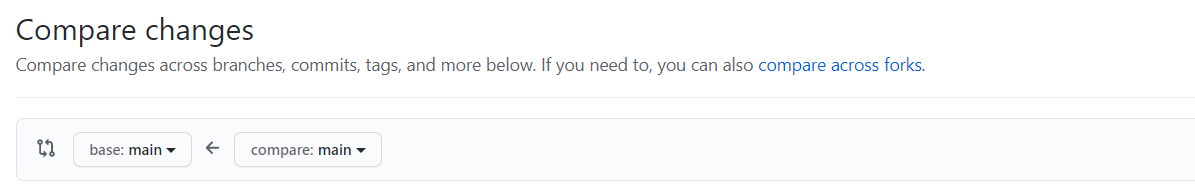 Compare changes
Compare changes across branches, commits, tags, and more below. If you need to, you can also compare across forks.
base: main compare: main